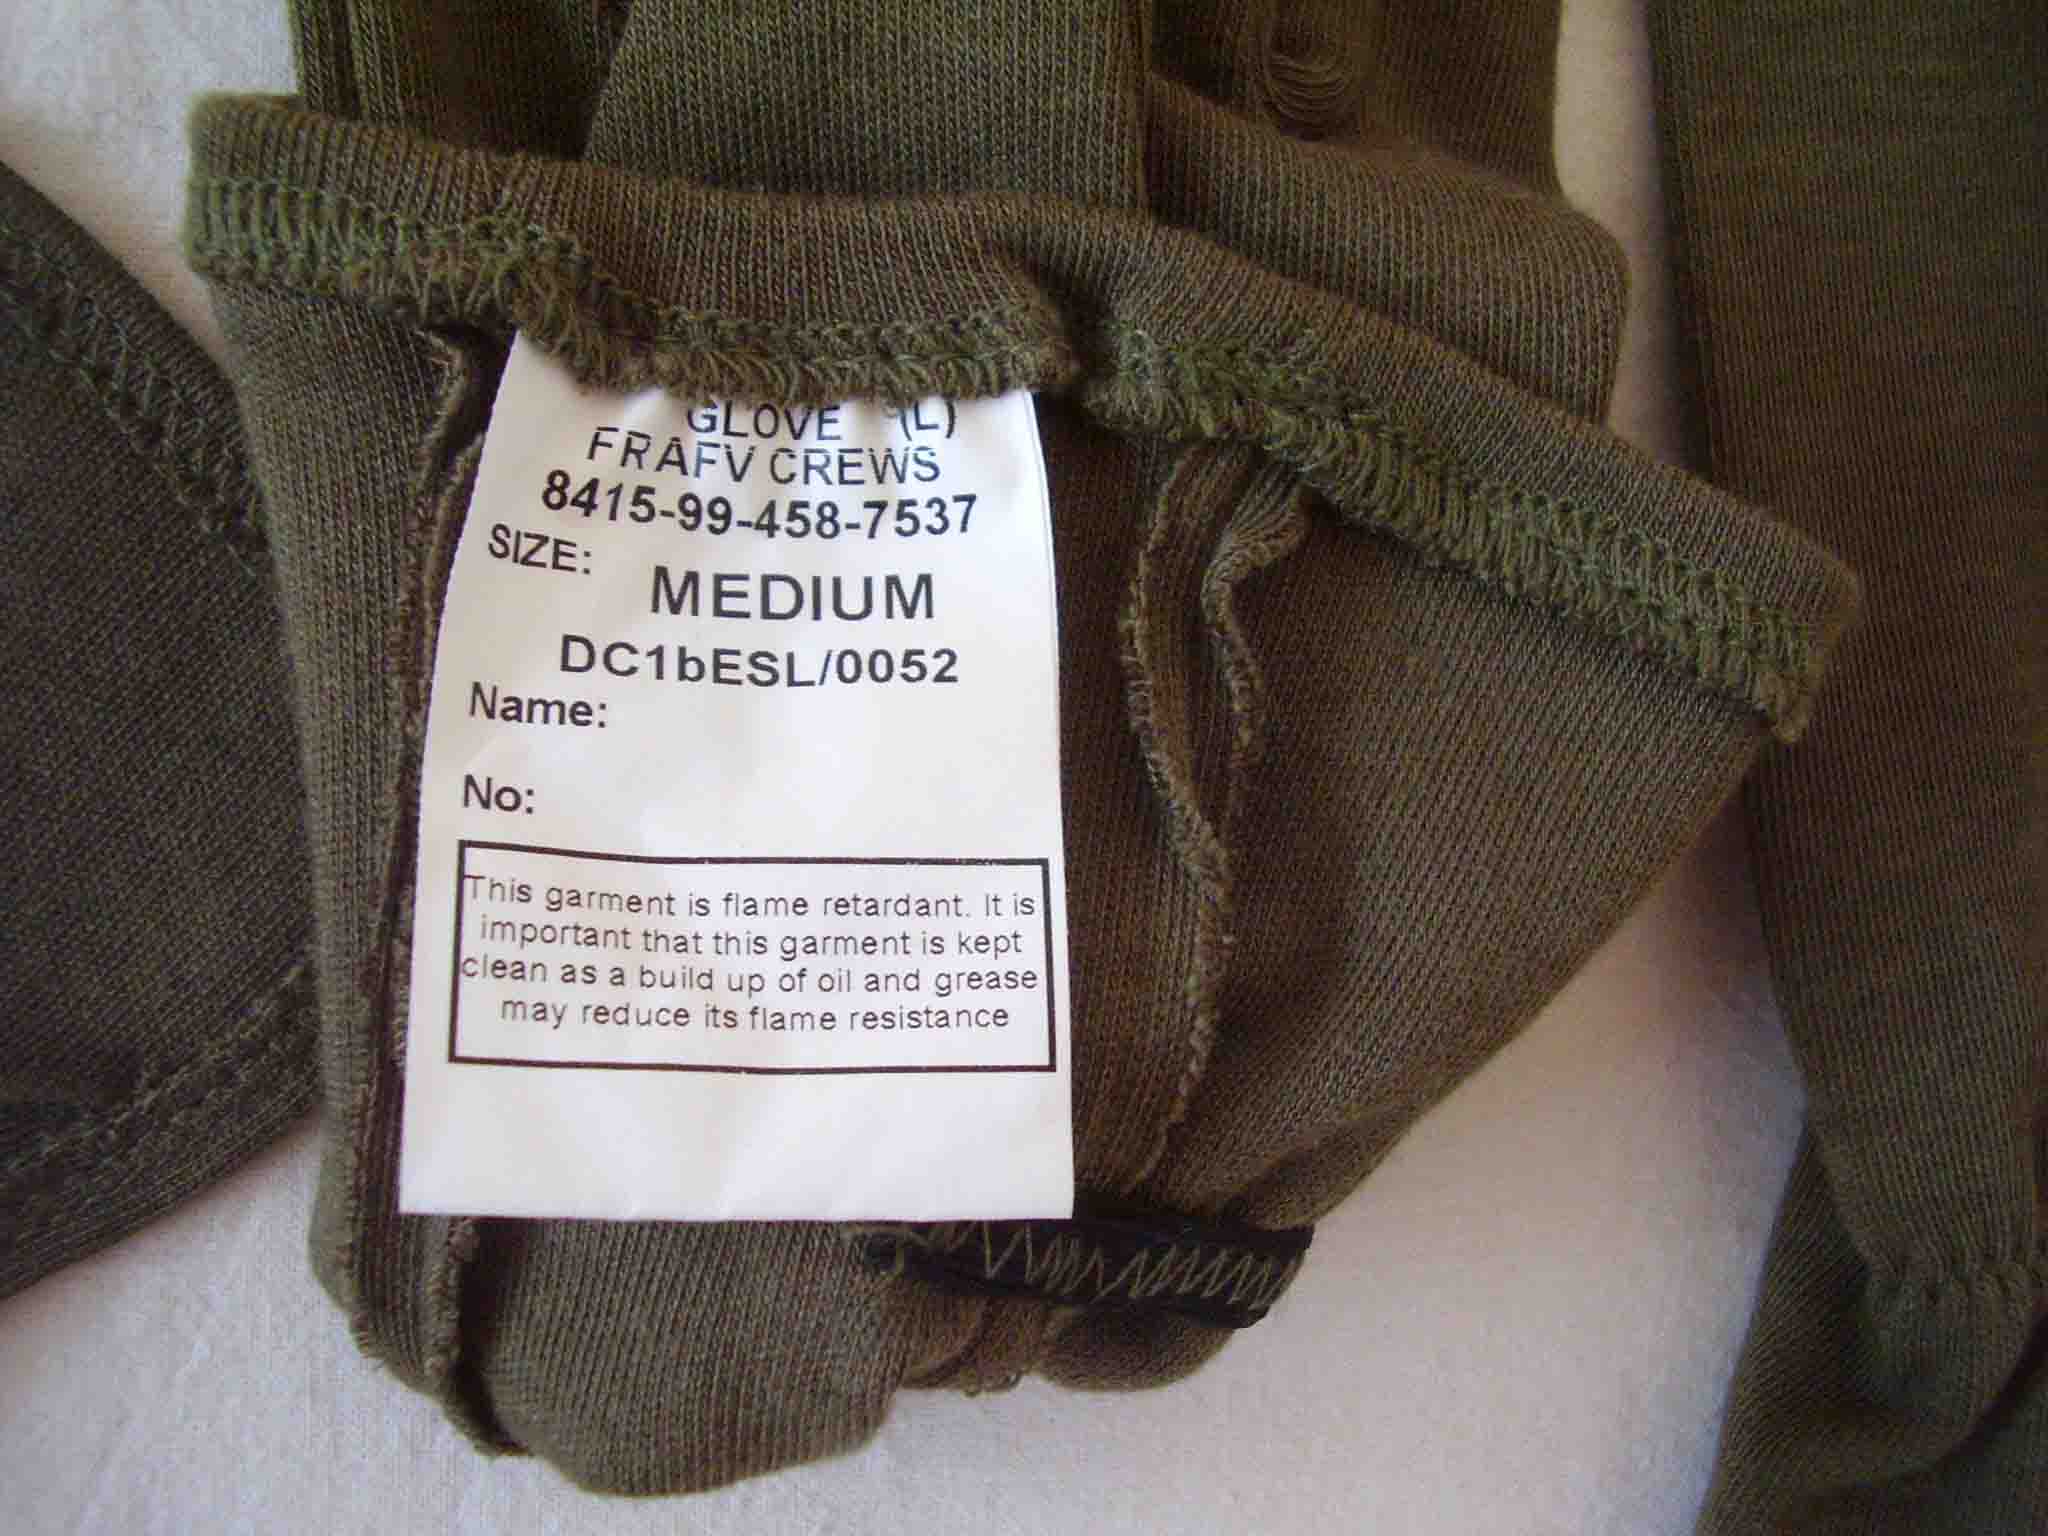 GLOVE (L)
FRAFV CREWS
8415-99-458-7537
SIZE:
MEDIUM
DC1bESL/0052
Name:
No:
This garment is flame retardant. It is
important that this garment is kept
clean as a build up of oil and grease
may reduce its flame resistance